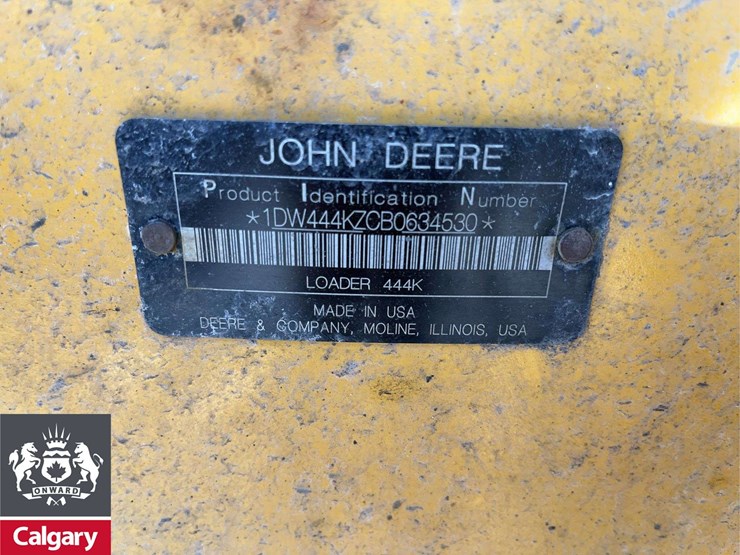 JOHN DEERE
Product Identification Number
*1DW444KZCB0634530*
LOADER 444K
MADE IN USA
DEERE & COMPANY, MOLINE, ILLINOIS, USA
ONWARD
Calgary